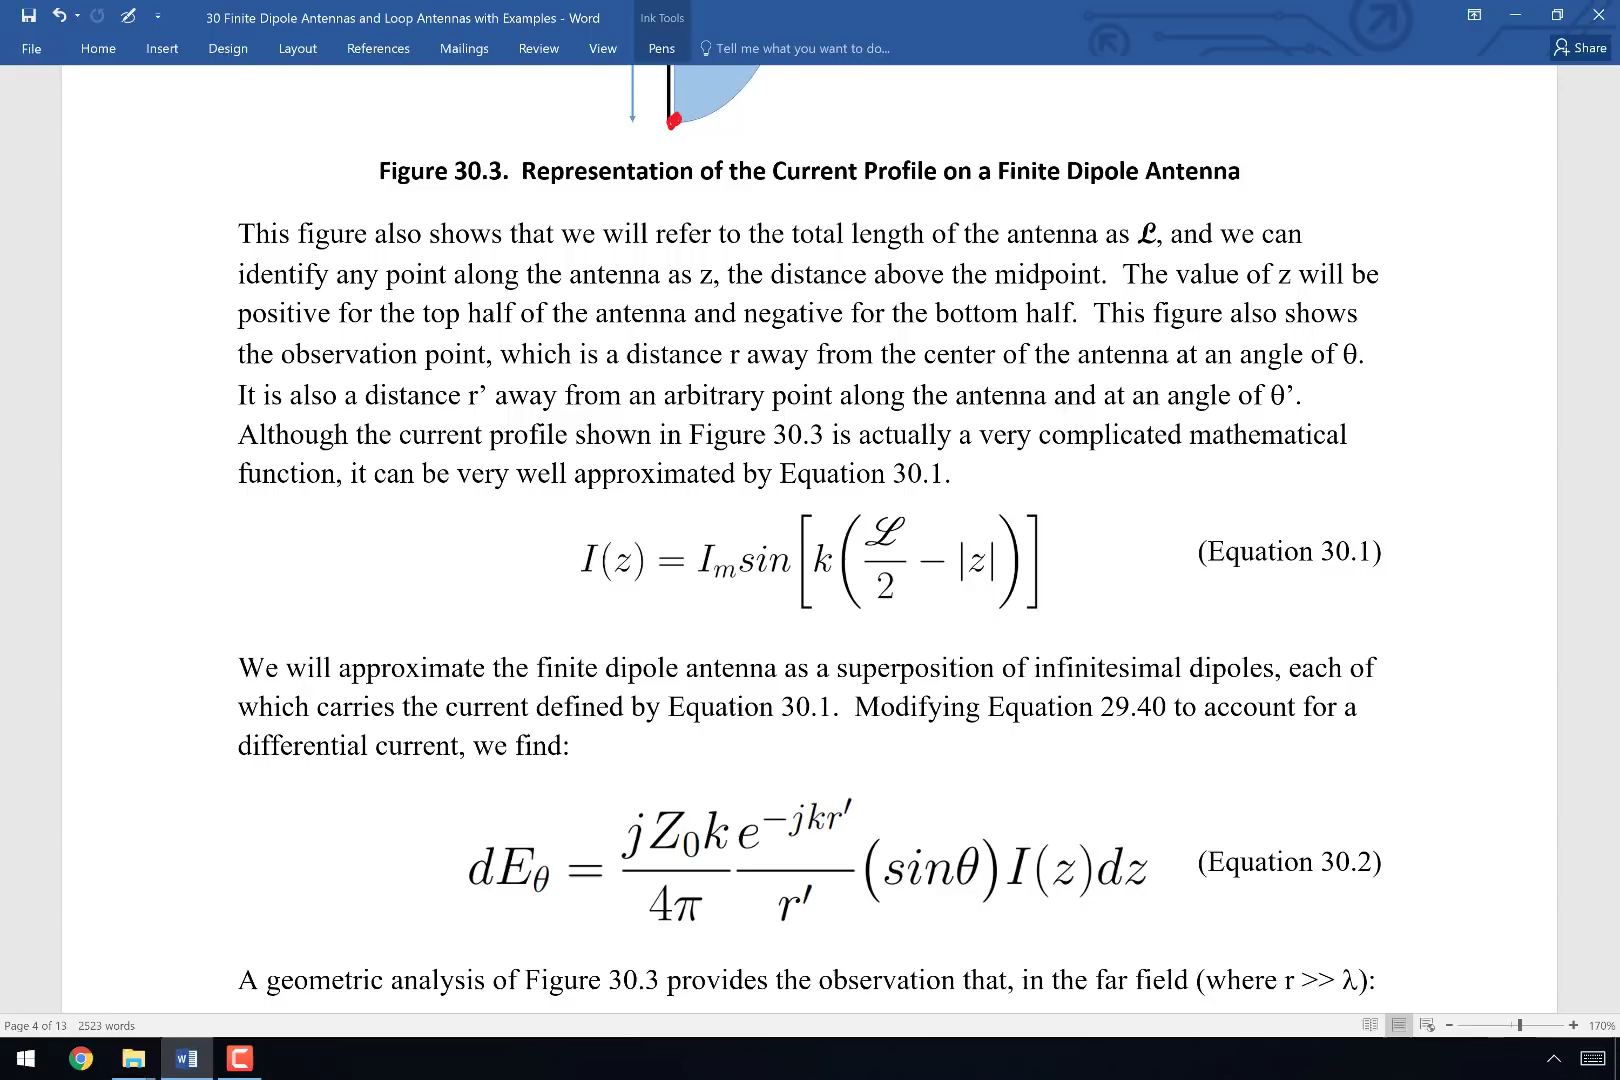 30 Finite Dipole Antennas and Loop Antennas with Examples - Word
Ink Tools
File Home Insert Design Layout References Mailings Review View Pens Tell me what you want to do... Share
Figure 30.3. Representation of the Current Profile on a Finite Dipole Antenna
This figure also shows that we will refer to the total length of the antenna as ℒ, and we can
identify any point along the antenna as z, the distance above the midpoint. The value of z will be
positive for the top half of the antenna and negative for the bottom half. This figure also shows
the observation point, which is a distance r away from the center of the antenna at an angle of θ.
It is also a distance r’ away from an arbitrary point along the antenna and at an angle of θ’.
Although the current profile shown in Figure 30.3 is actually a very complicated mathematical
function, it can be very well approximated by Equation 30.1.
I(z) = I_m sin[k(ℒ/2 − |z|)] (Equation 30.1)
We will approximate the finite dipole antenna as a superposition of infinitesimal dipoles, each of
which carries the current defined by Equation 30.1. Modifying Equation 29.40 to account for a
differential current, we find:
dE_θ = jZ_0k/4π e^{−jkr′}/r′ (sinθ)I(z)dz (Equation 30.2)
A geometric analysis of Figure 30.3 provides the observation that, in the far field (where r >> λ):
Page 4 of 13 2523 words
170%